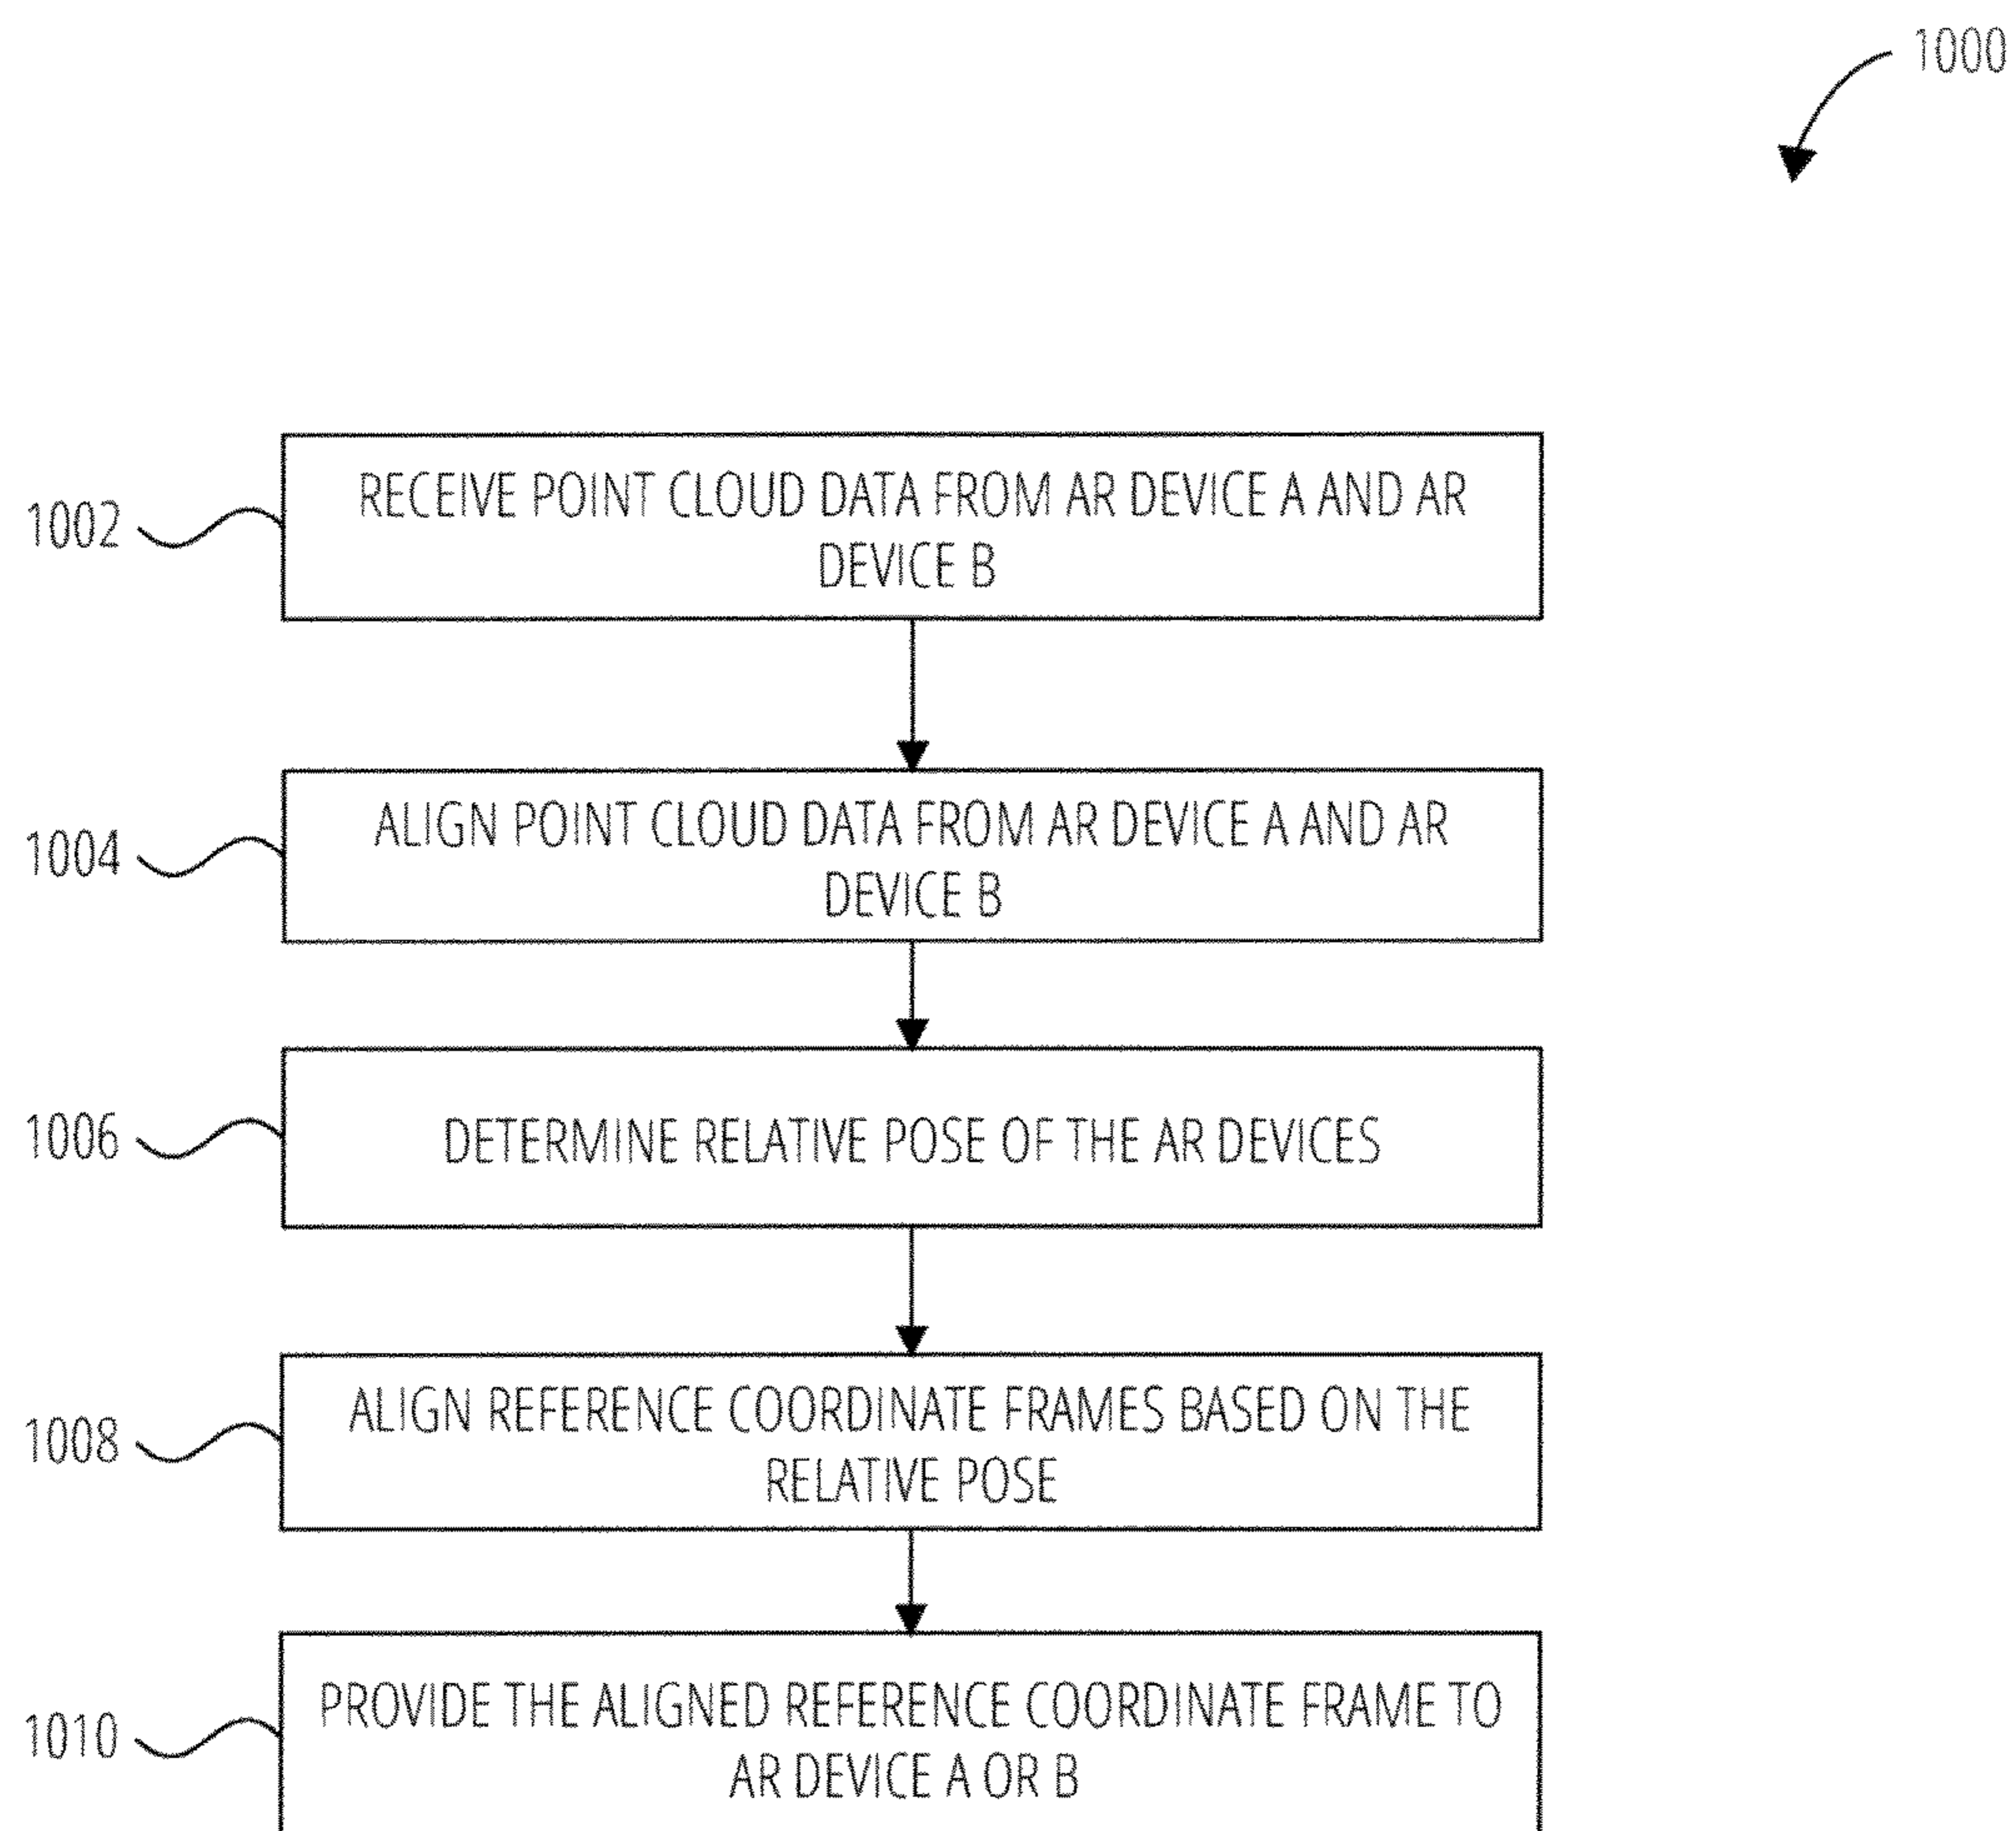 1000
1002
RECEIVE POINT CLOUD DATA FROM AR DEVICE A AND AR
DEVICE B
1004
ALIGN POINT CLOUD DATA FROM AR DEVICE A AND AR
DEVICE B
1006
DETERMINE RELATIVE POSE OF THE AR DEVICES
1008
ALIGN REFERENCE COORDINATE FRAMES BASED ON THE
RELATIVE POSE
1010
PROVIDE THE ALIGNED REFERENCE COORDINATE FRAME TO
AR DEVICE A OR B